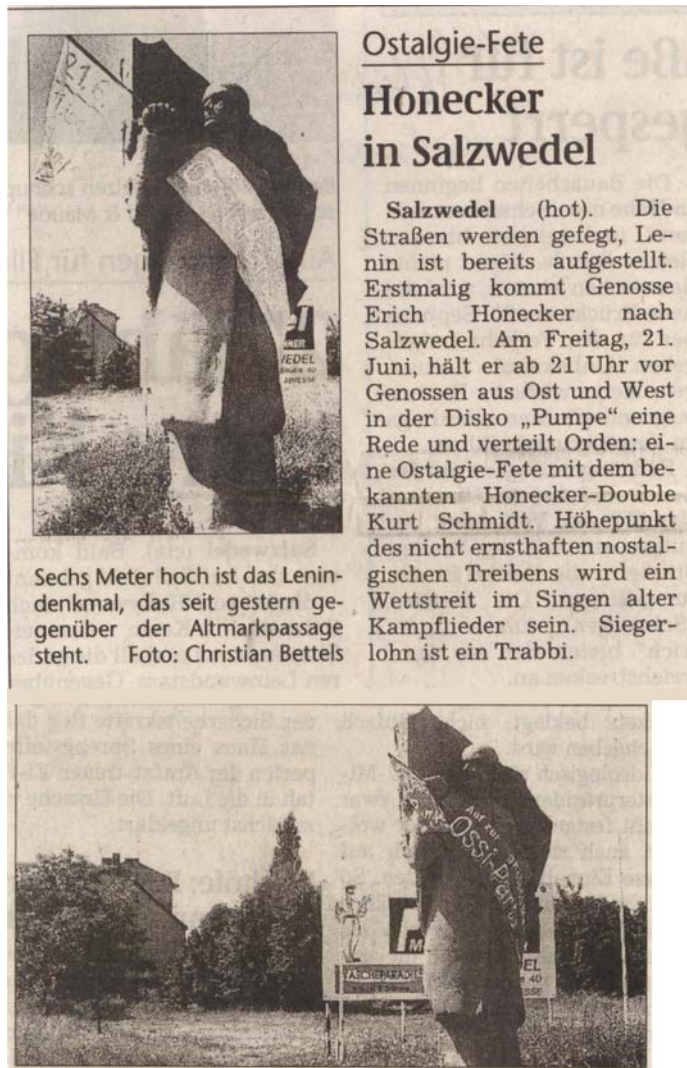 21.6.
Ostalgie-Fete
Honecker
in Salzwedel
Salzwedel (hot). Die
Straßen werden gefegt, Le-
nin ist bereits aufgestellt.
Erstmalig kommt Genosse
Erich Honecker nach
Salzwedel. Am Freitag, 21.
Juni, hält er ab 21 Uhr vor
Genossen aus Ost und West
in der Disko „Pumpe“ eine
Rede und verteilt Orden: ei-
ne Ostalgie-Fete mit dem be-
kannten Honecker-Double
Kurt Schmidt. Höhepunkt
des nicht ernsthaften nostal-
gischen Treibens wird ein
Wettstreit im Singen alter
Kampflieder sein. Sieger-
lohn ist ein Trabbi.
Sechs Meter hoch ist das Lenin-
denkmal, das seit gestern ge-
genüber der Altmarkpassage
steht. Foto: Christian Bettels
Auf zur
Ossi-Par